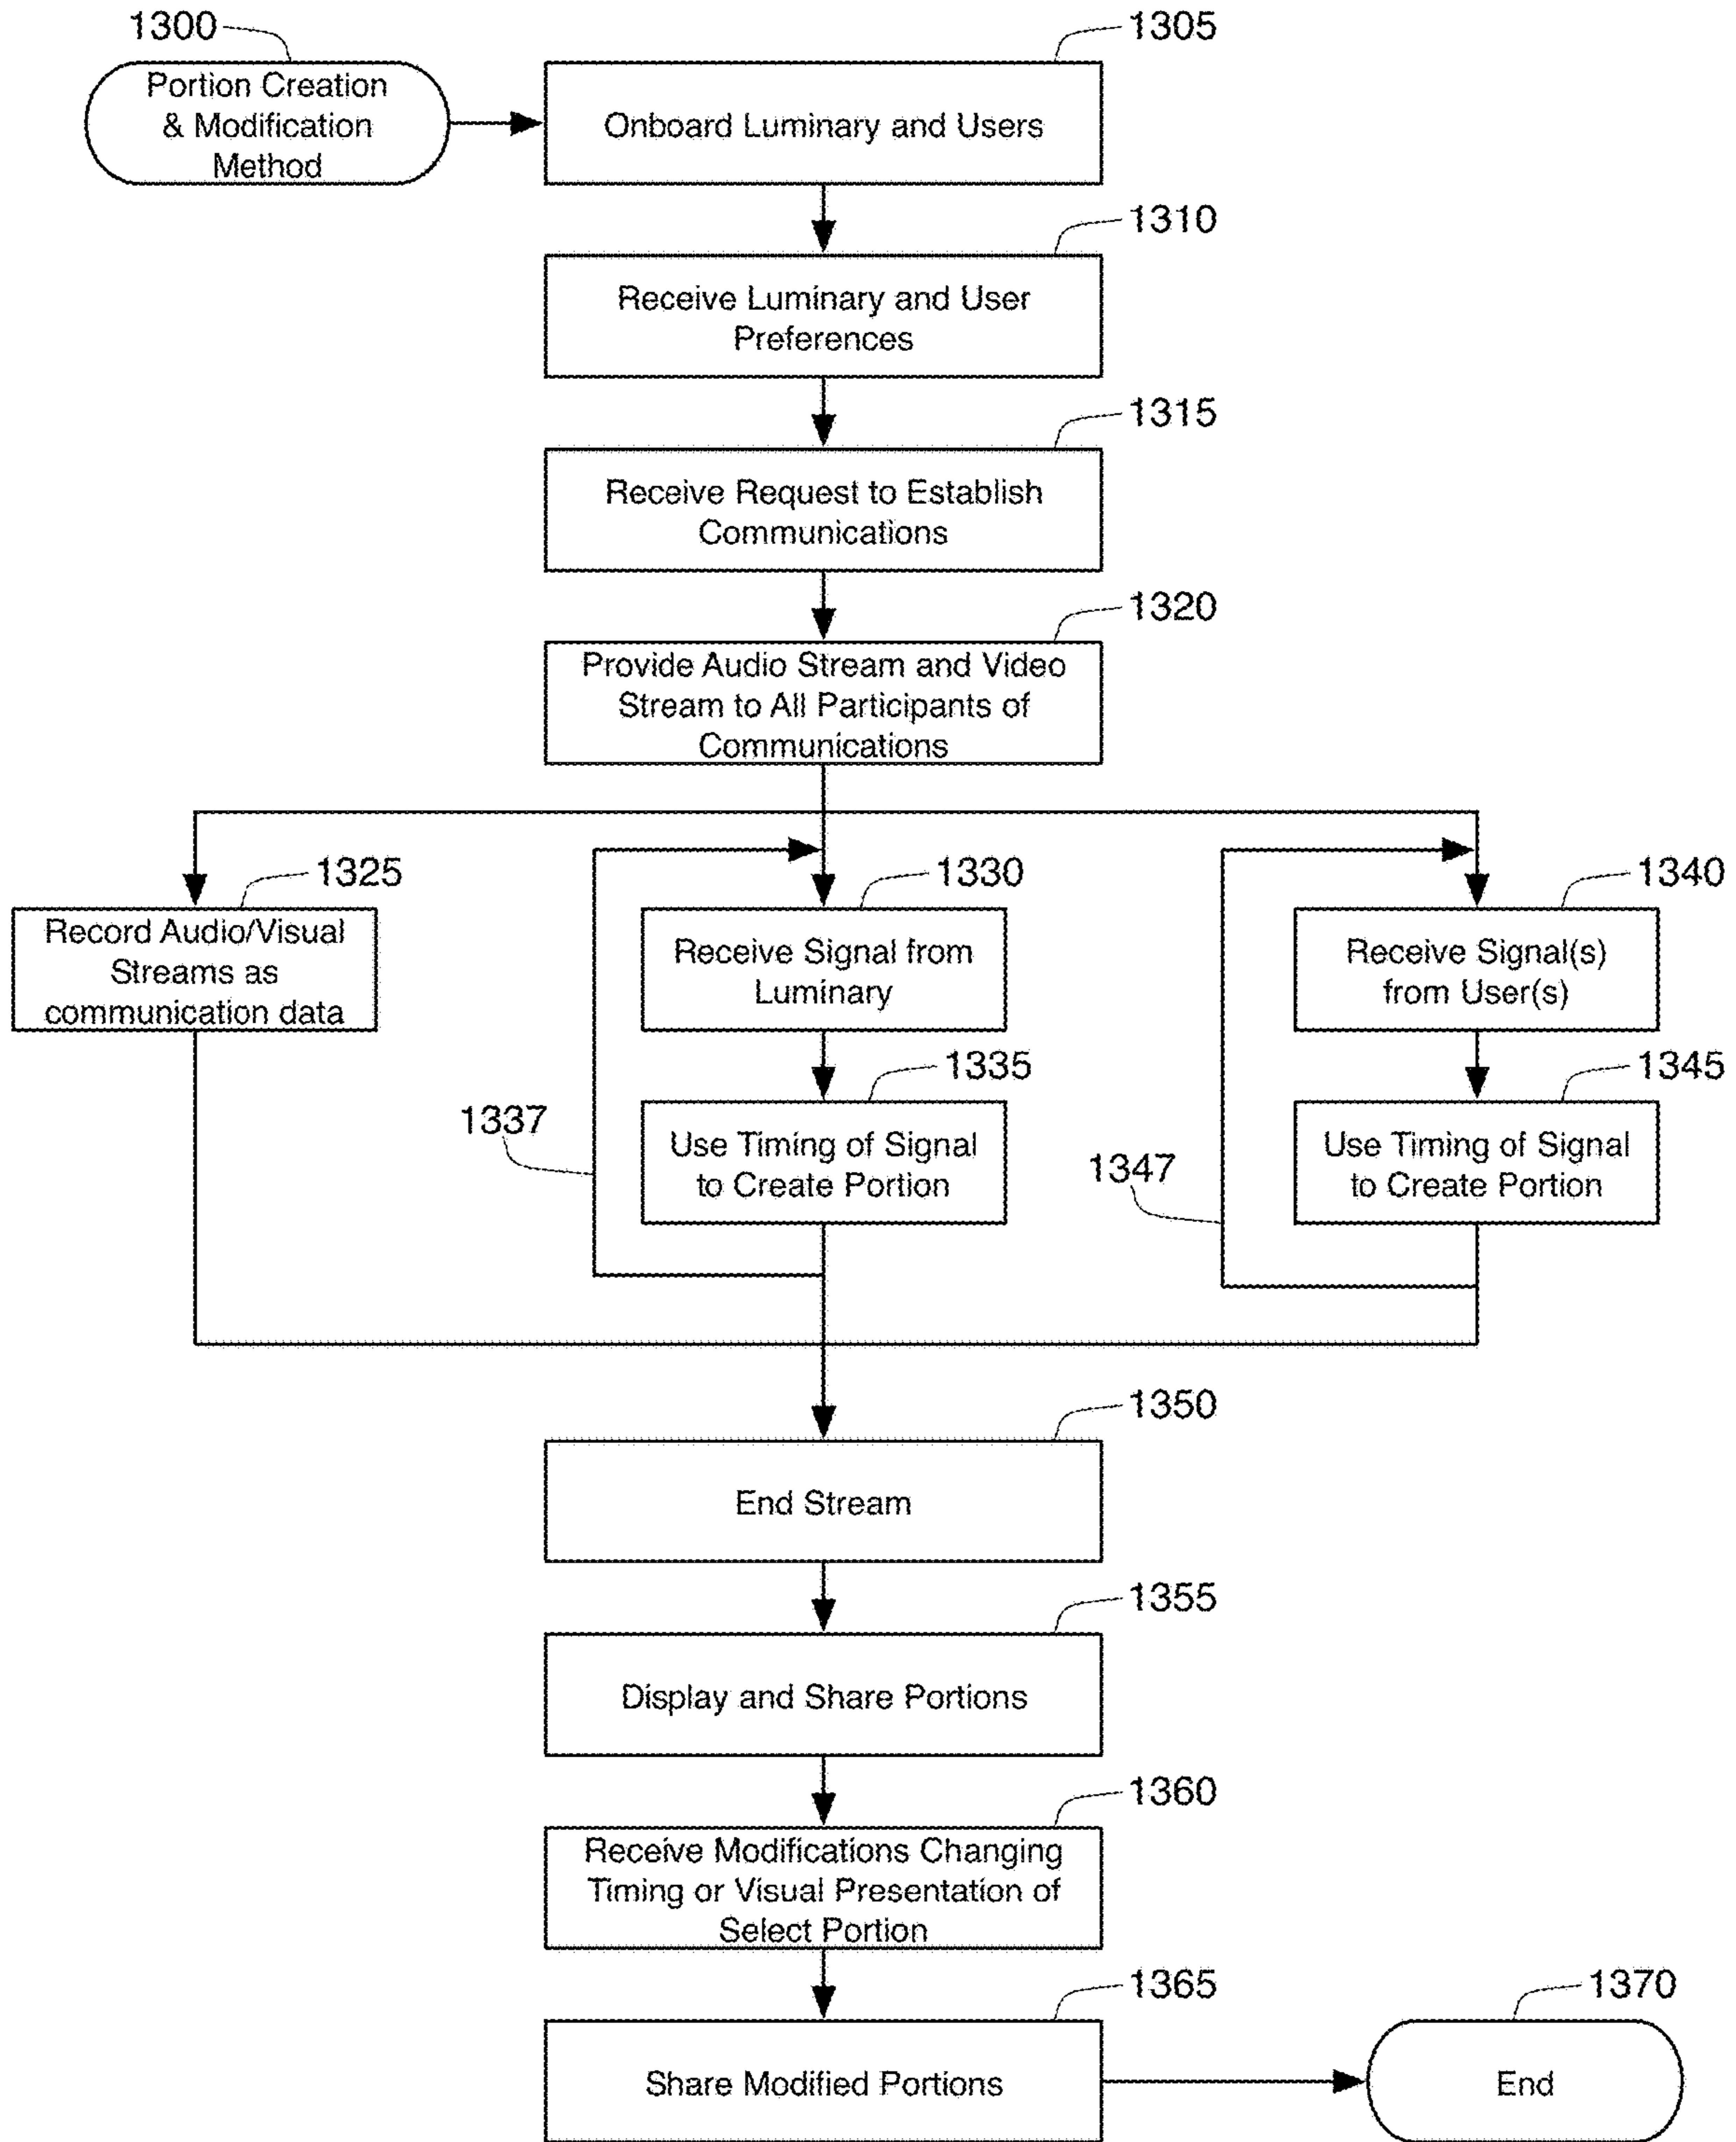 1300
Portion Creation
& Modification
Method
1305
Onboard Luminary and Users
1310
Receive Luminary and User
Preferences
1315
Receive Request to Establish
Communications
1320
Provide Audio Stream and Video
Stream to All Participants of
Communications
1325
Record Audio/Visual
Streams as
communication data
1330
Receive Signal from
Luminary
1335
Use Timing of Signal
to Create Portion
1337
1340
Receive Signal(s)
from User(s)
1345
Use Timing of Signal
to Create Portion
1347
1350
End Stream
1355
Display and Share Portions
1360
Receive Modifications Changing
Timing or Visual Presentation of
Select Portion
1365
Share Modified Portions
1370
End